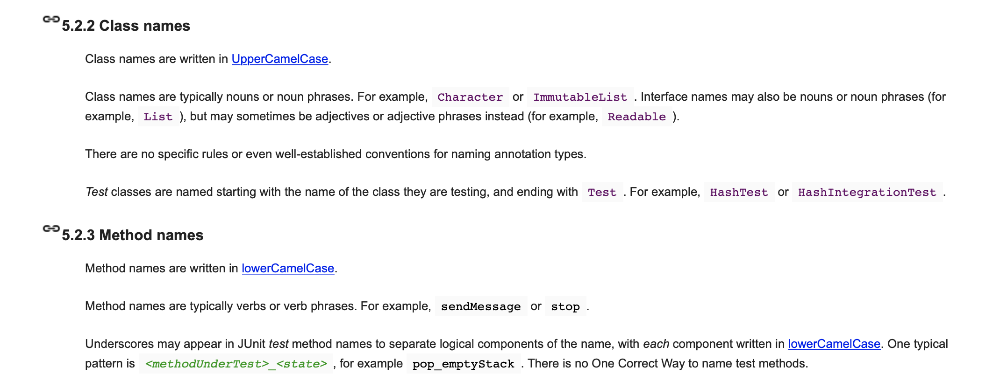 5.2.2 Class names
Class names are written in UpperCamelCase.
Class names are typically nouns or noun phrases. For example, Character or ImmutableList . Interface names may also be nouns or noun phrases (for
example, List ), but may sometimes be adjectives or adjective phrases instead (for example, Readable ).
There are no specific rules or even well-established conventions for naming annotation types.
Test classes are named starting with the name of the class they are testing, and ending with Test . For example, HashTest or HashIntegrationTest .
5.2.3 Method names
Method names are written in lowerCamelCase.
Method names are typically verbs or verb phrases. For example, sendMessage or stop .
Underscores may appear in JUnit test method names to separate logical components of the name, with each component written in lowerCamelCase. One typical
pattern is <methodUnderTest>_<state> , for example pop_emptyStack . There is no One Correct Way to name test methods.